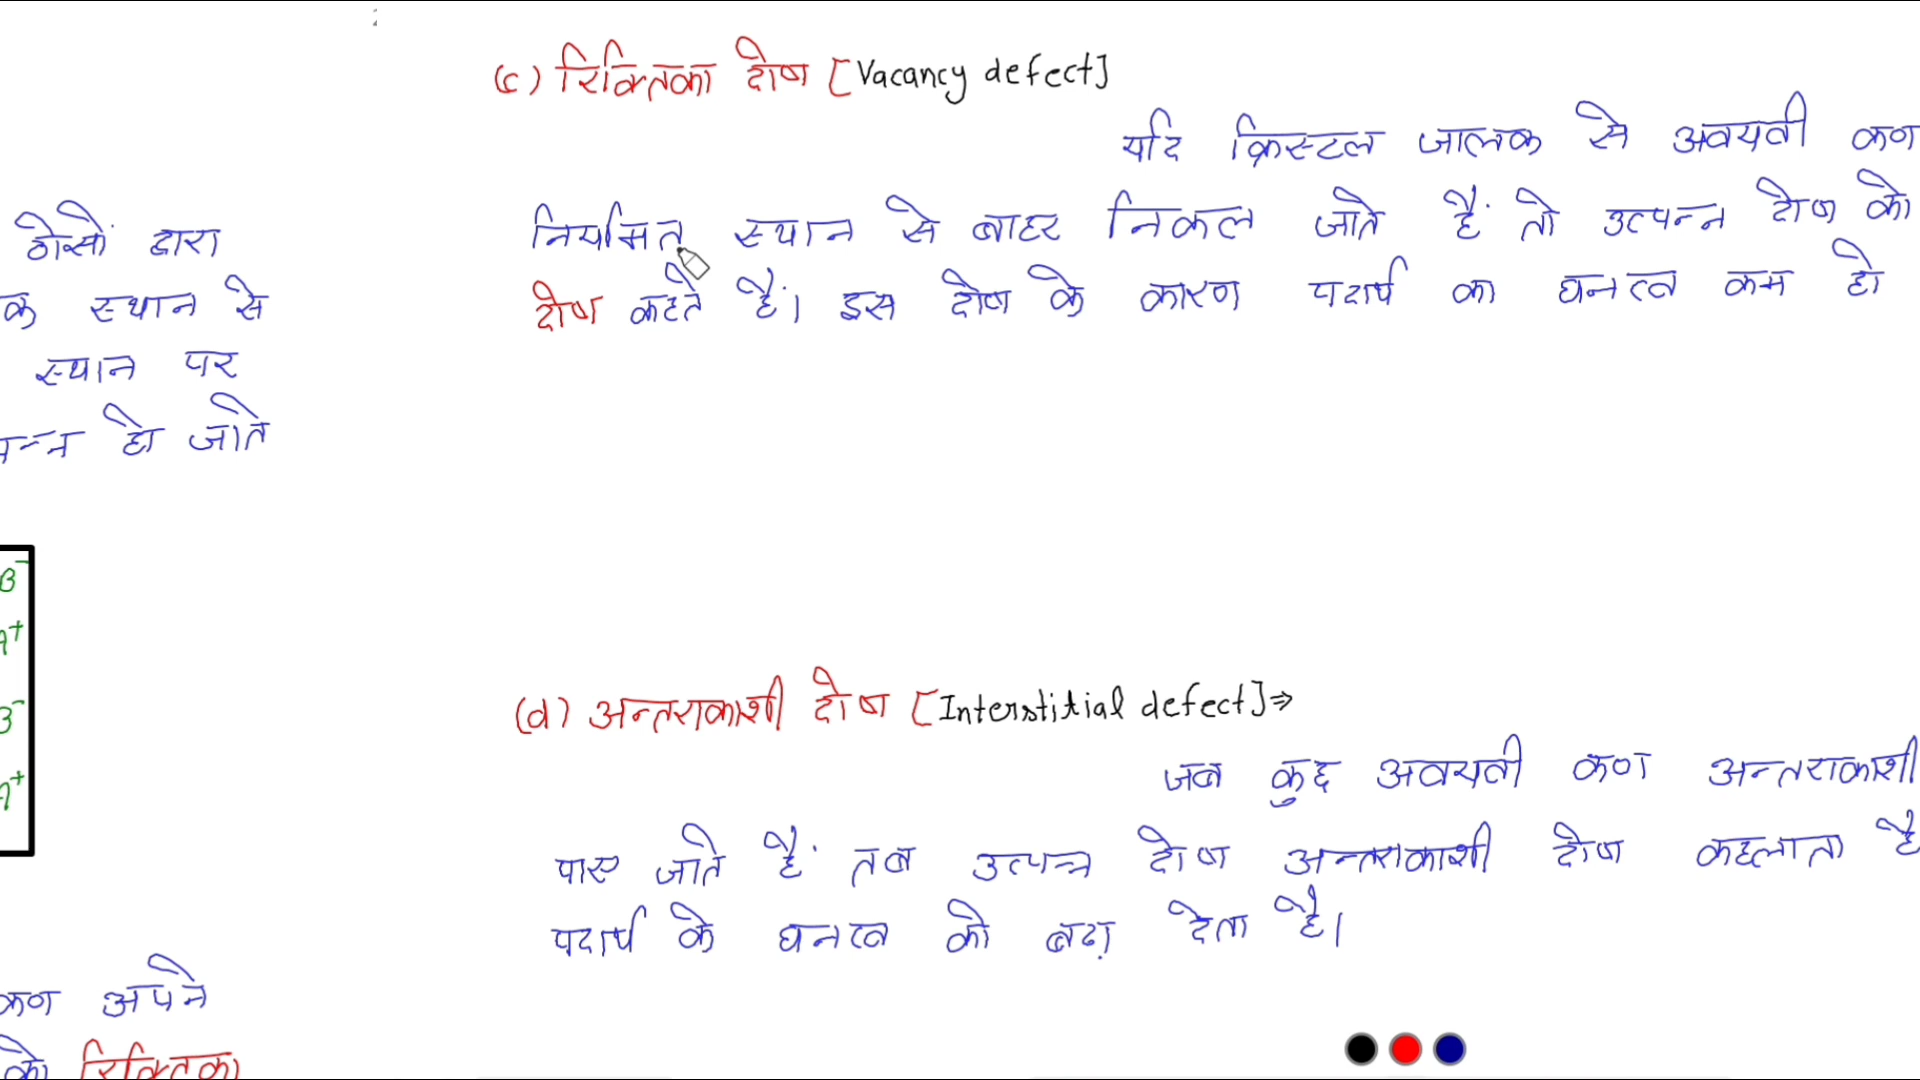 (c) रिक्तिका दोष [Vacancy defect]
यदि क्रिस्टल जालक से अवयवी कण
नियमित स्थान से बाहर निकल जाते हैं तो उत्पन्न दोष को
दोष कहते हैं। इस दोष के कारण पदार्थ का घनत्व कम हो
ठोसों द्वारा
के स्थान से
स्थान पर
पन्न हो जाते
B⁻
A⁺
B⁻
A⁺
(d) अन्तराकाशी दोष [Interstitial defect]⇒
जब कुछ अवयवी कण अन्तराकाशी
पाए जाते हैं तब उत्पन्न दोष अन्तराकाशी दोष कहलाता है
पदार्थ के घनत्व को बढ़ा देता है।
कण अपने
को रिक्तिका